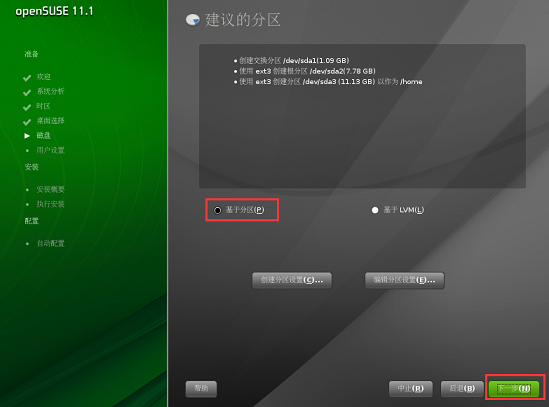 openSUSE 11.1
准备
欢迎
系统分析
时区
桌面选择
磁盘
用户设置
安装
安装概要
执行安装
配置
自动配置
建议的分区
创建交换分区 /dev/sda1(1.09 GB)
使用 ext3 创建根分区 /dev/sda2(7.78 GB)
使用 ext3 创建分区 /dev/sda3 (11.13 GB) 以作为 /home
基于分区(P) 基于 LVM(L)
创建分区设置(C)... 编辑分区设置(E)...
帮助 中止(R) 后退(B) 下一步(N)